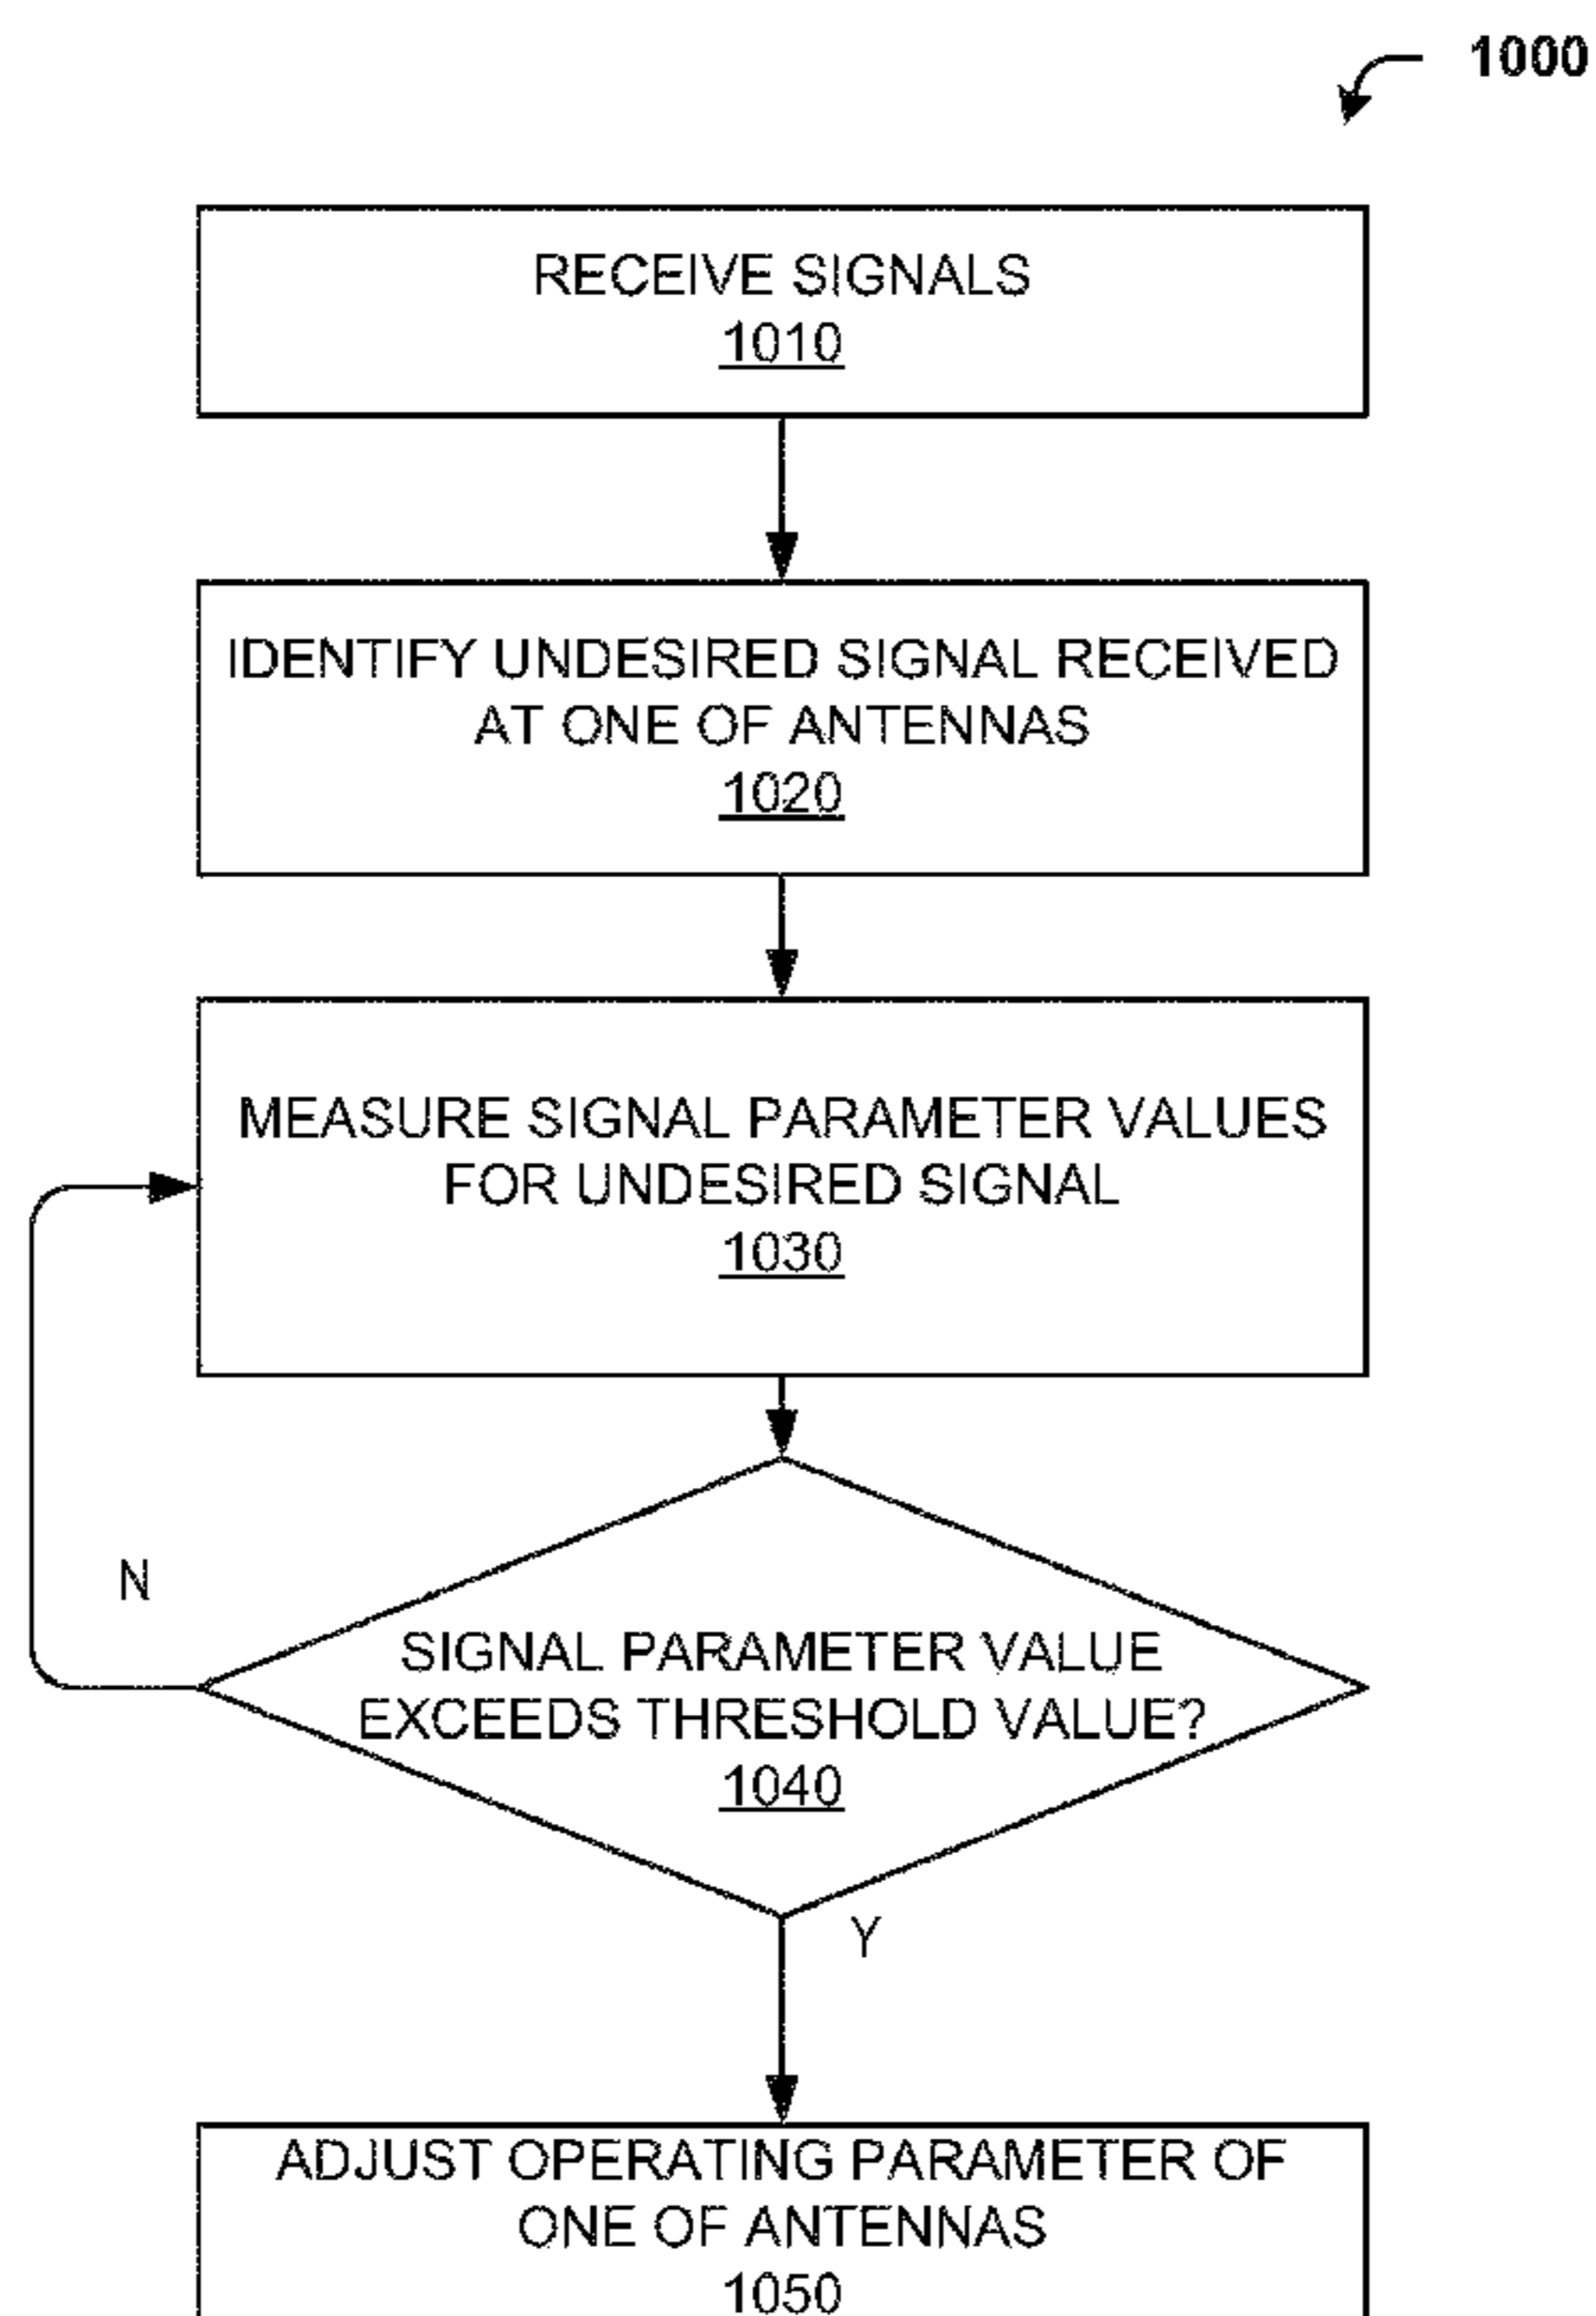 1000
RECEIVE SIGNALS
1010
IDENTIFY UNDESIRED SIGNAL RECEIVED
AT ONE OF ANTENNAS
1020
MEASURE SIGNAL PARAMETER VALUES
FOR UNDESIRED SIGNAL
1030
N
SIGNAL PARAMETER VALUE
EXCEEDS THRESHOLD VALUE?
1040
Y
ADJUST OPERATING PARAMETER OF
ONE OF ANTENNAS
1050